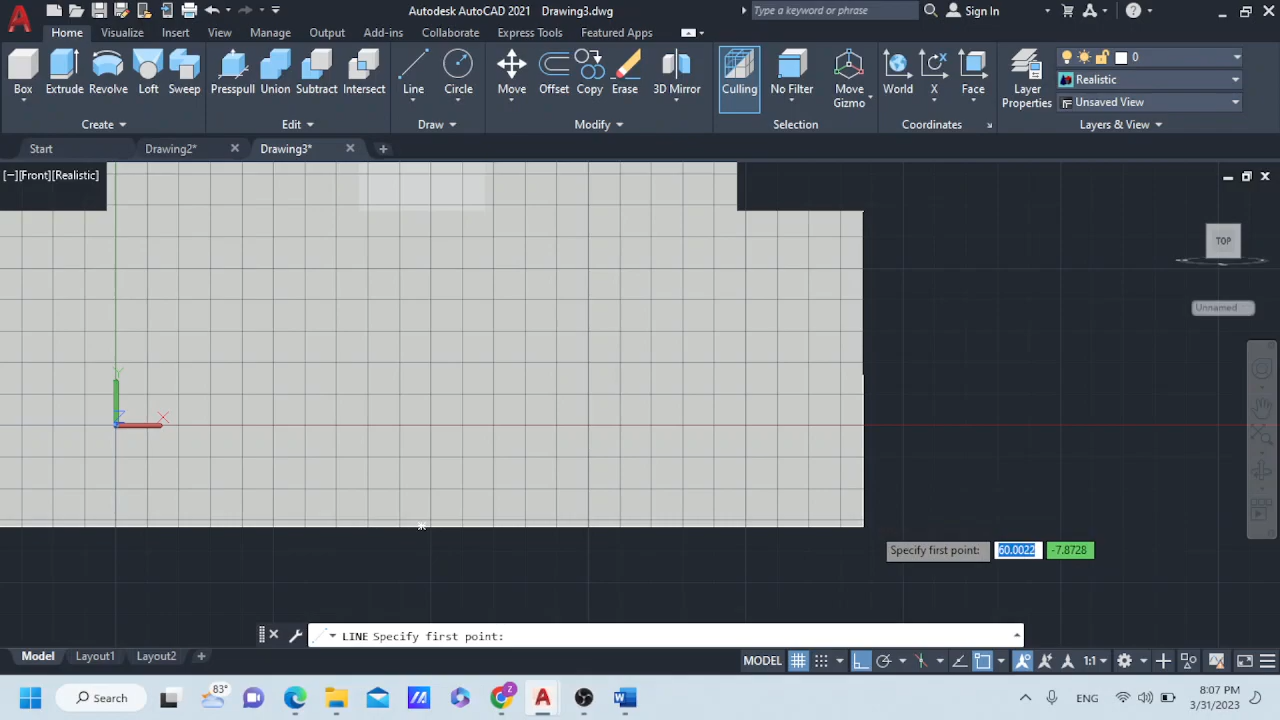 Autodesk AutoCAD 2021 Drawing3.dwg
Type a keyword or phrase
Sign In
Home Visualize Insert View Manage Output Add-ins Collaborate Express Tools Featured Apps
Box Extrude Revolve Loft Sweep
Presspull Union Subtract Intersect
Line Circle
Move Offset Copy Erase 3D Mirror
Culling No Filter Move Gizmo
World X Face
Layer Properties
0
Realistic
Unsaved View
Create Edit Draw Modify Selection Coordinates Layers & View
Start Drawing2* Drawing3*
[−][Front][Realistic]
TOP
Unnamed
Y
Z
X
Specify first point: 60.0022 -7.8728
LINE Specify first point:
Model Layout1 Layout2
MODEL 1:1
Search
83°
ENG
8:07 PM
3/31/2023